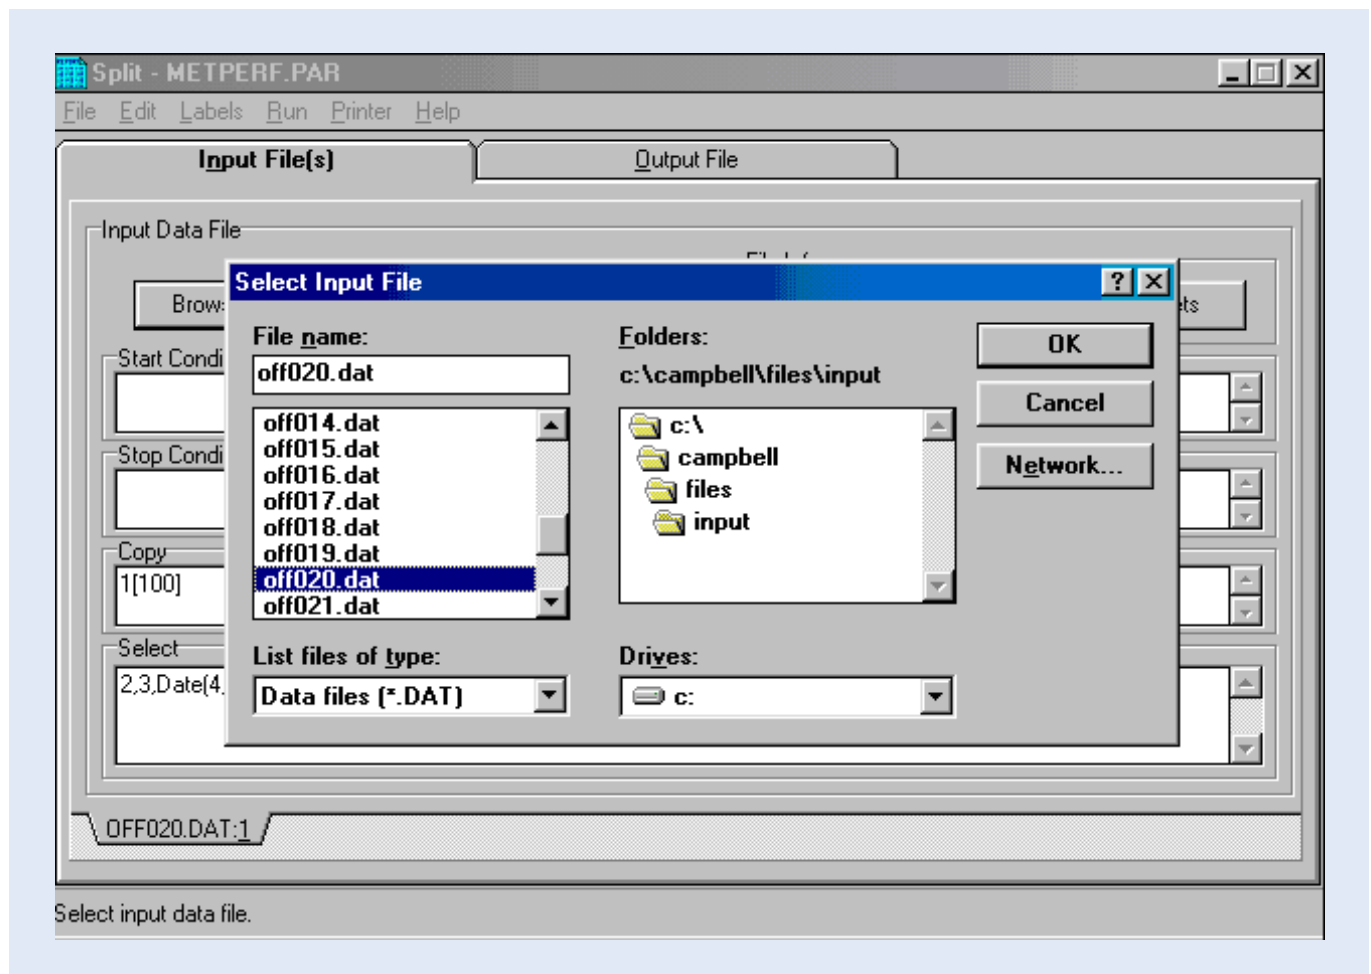 Split - METPERF.PAR
File Edit Labels Run Printer Help
Input File(s)
Output File
Input Data File
Select Input File
File name:
off020.dat
off014.dat
off015.dat
off016.dat
off017.dat
off018.dat
off019.dat
off020.dat
off021.dat
List files of type:
Data files (*.DAT)
Folders:
c:\campbell\files\input
c:\
campbell
files
input
Drives:
c:
OK
Cancel
Network...
Start Condi
Stop Condi
Copy
1[100]
Select
2,3,Date(4,
OFF020.DAT:1
Select input data file.